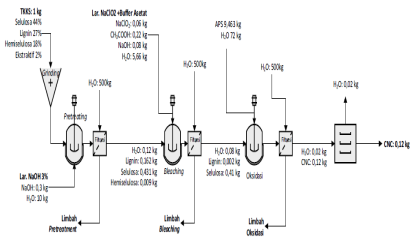 TKKS: 1 kg
Selulosa 44%
Lignin 27%
Hemiselulosa 18%
Ekstraktif 2%
Lar. NaClO2 +Buffer Asetat
NaClO₂: 0,06 kg
CH₃COOH: 0,22 kg
NaOH: 0,08 kg
H₂O: 5,66 kg
APS 9,463 kg
H₂O 72 kg
Grinding
H₂O: 500kg
H₂O: 500kg
H₂O: 500kg
H₂O: 0,02 kg
Pretreating
Filtrasi
Filtrasi
Filtrasi
H₂O: 0,12 kg
Lignin: 0,162 kg
Selulosa: 0,431 kg
Hemiselulosa: 0,009 kg
Bleaching
H₂O: 0,08 kg
Lignin: 0,002 kg
Selulosa: 0,41 kg
Oksidasi
H₂O: 0,02 kg
CNC: 0,12 kg
CNC: 0,12 kg
Lar. NaOH 3%
NaOH: 0,3 kg
H₂O: 10 kg
Limbah
Pretreatment
Limbah
Bleaching
Limbah
Oksidasi